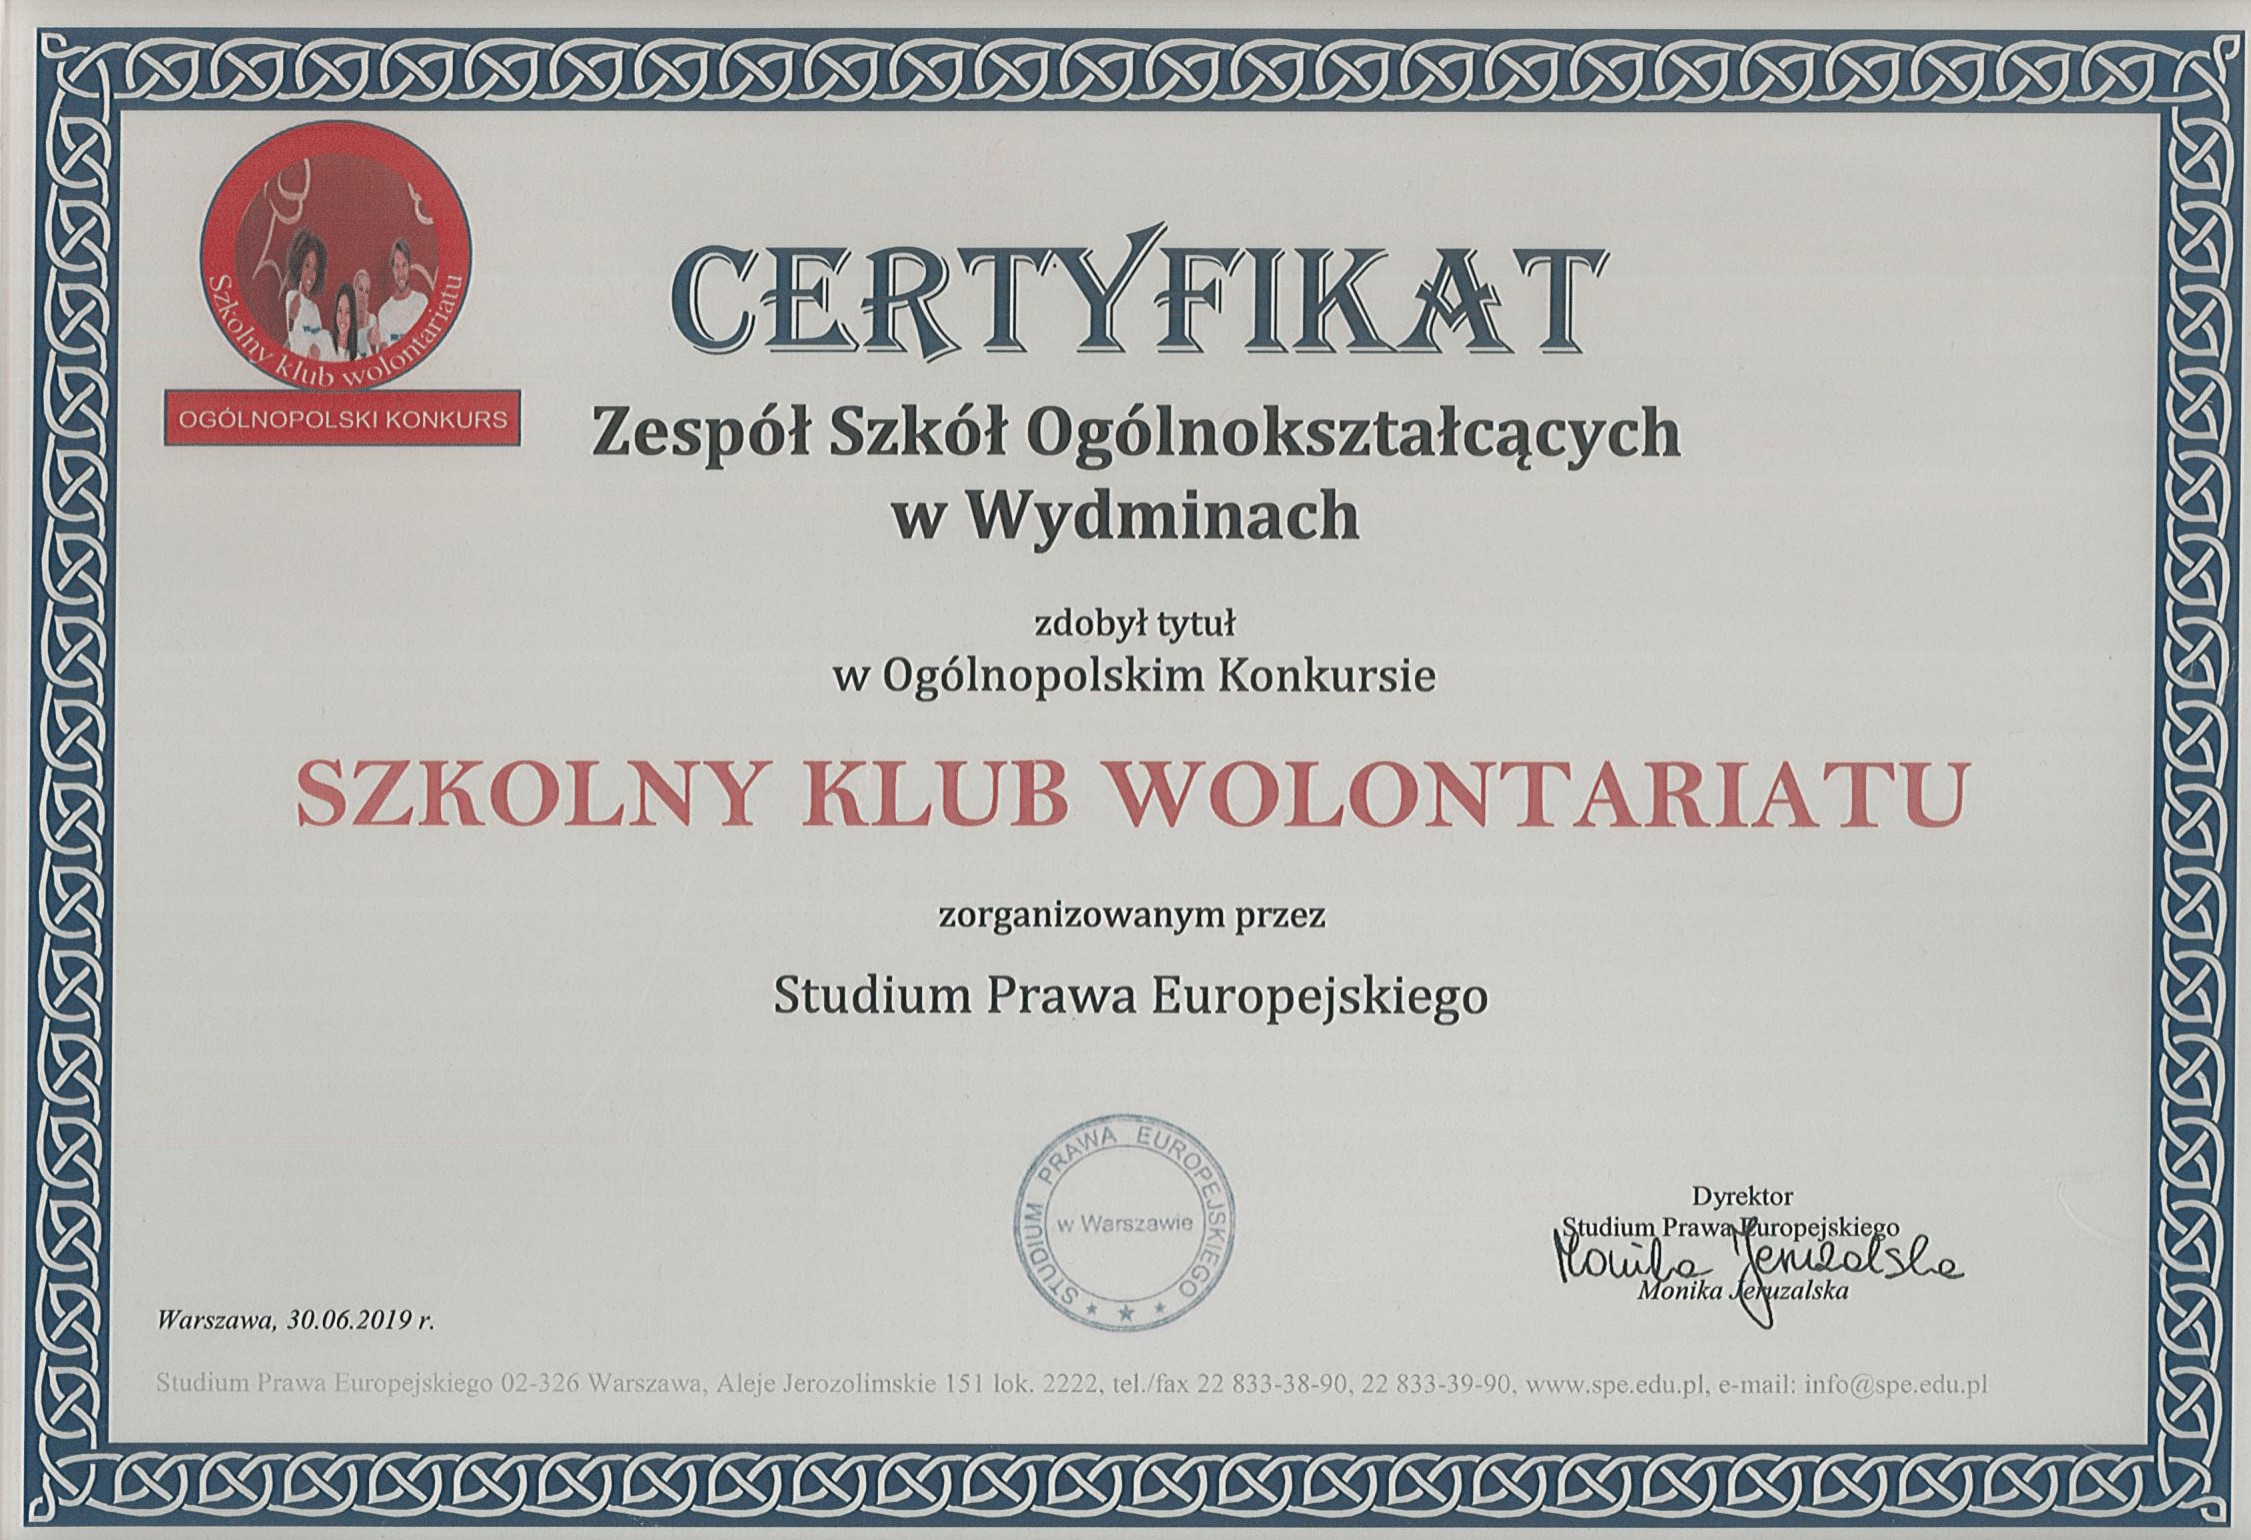 Szkolny klub wolontariatu
OGÓLNOPOLSKI KONKURS
CERTYFIKAT
Zespół Szkół Ogólnokształcących
w Wydminach
zdobył tytuł
w Ogólnopolskim Konkursie
SZKOLNY KLUB WOLONTARIATU
zorganizowanym przez
Studium Prawa Europejskiego
STUDIUM PRAWA EUROPEJSKIEGO
w Warszawie
Dyrektor
Studium Prawa Europejskiego
Monika Jeruzalska
Monika Jeruzalska
Warszawa, 30.06.2019 r.
Studium Prawa Europejskiego 02-326 Warszawa, Aleje Jerozolimskie 151 lok. 2222, tel./fax 22 833-38-90, 22 833-39-90, www.spe.edu.pl, e-mail: info@spe.edu.pl